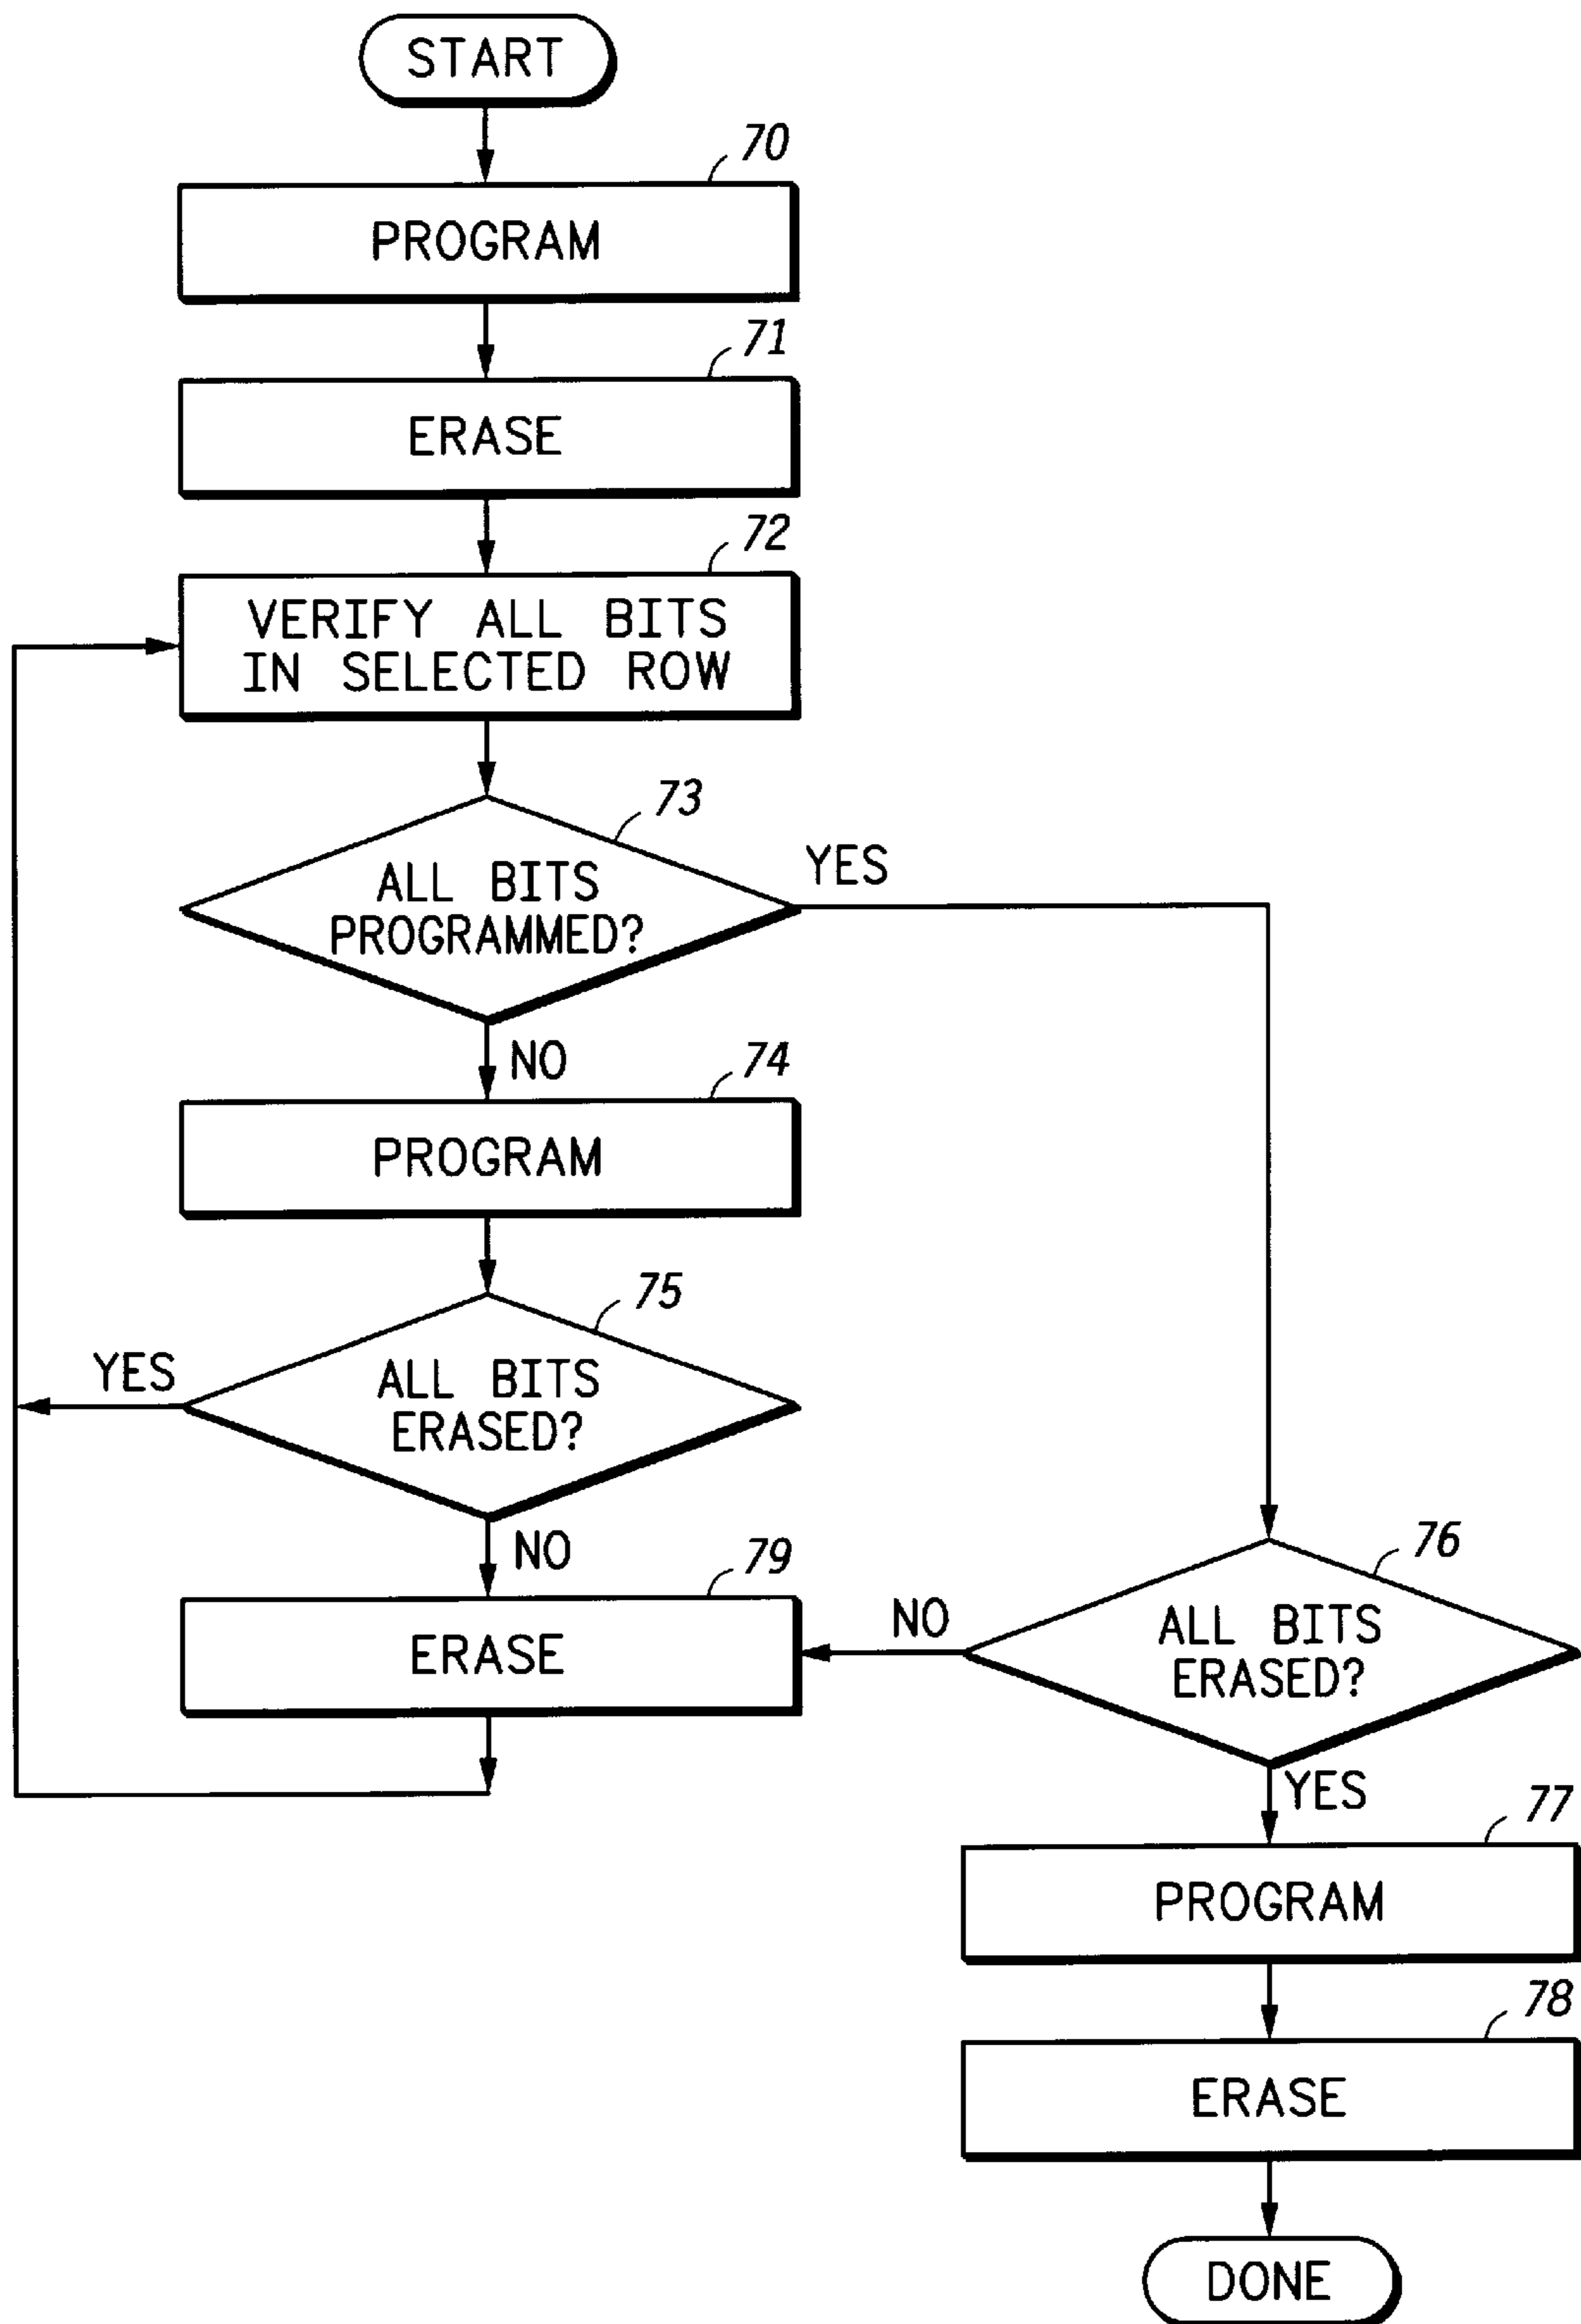 START
70
PROGRAM
71
ERASE
72
VERIFY ALL BITS
IN SELECTED ROW
73
ALL BITS
PROGRAMMED?
YES
NO
74
PROGRAM
75
ALL BITS
ERASED?
YES
NO
79
ERASE
76
ALL BITS
ERASED?
NO
YES
77
PROGRAM
78
ERASE
DONE